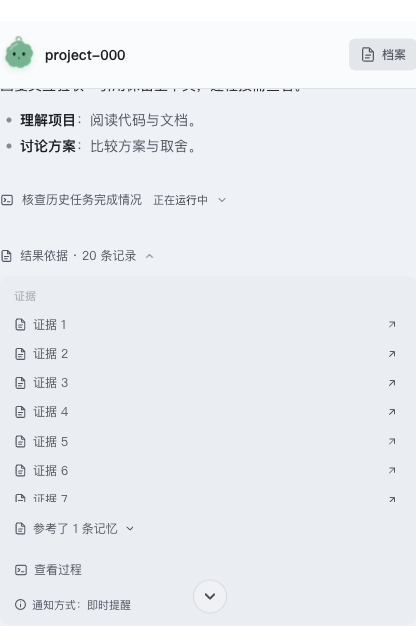 project-000
档案
理解项目：阅读代码与文档。
讨论方案：比较方案与取舍。
核查历史任务完成情况 正在运行中
结果依据 · 20 条记录
证据
证据 1
证据 2
证据 3
证据 4
证据 5
证据 6
证据 7
参考了 1 条记忆
查看过程
通知方式：即时提醒